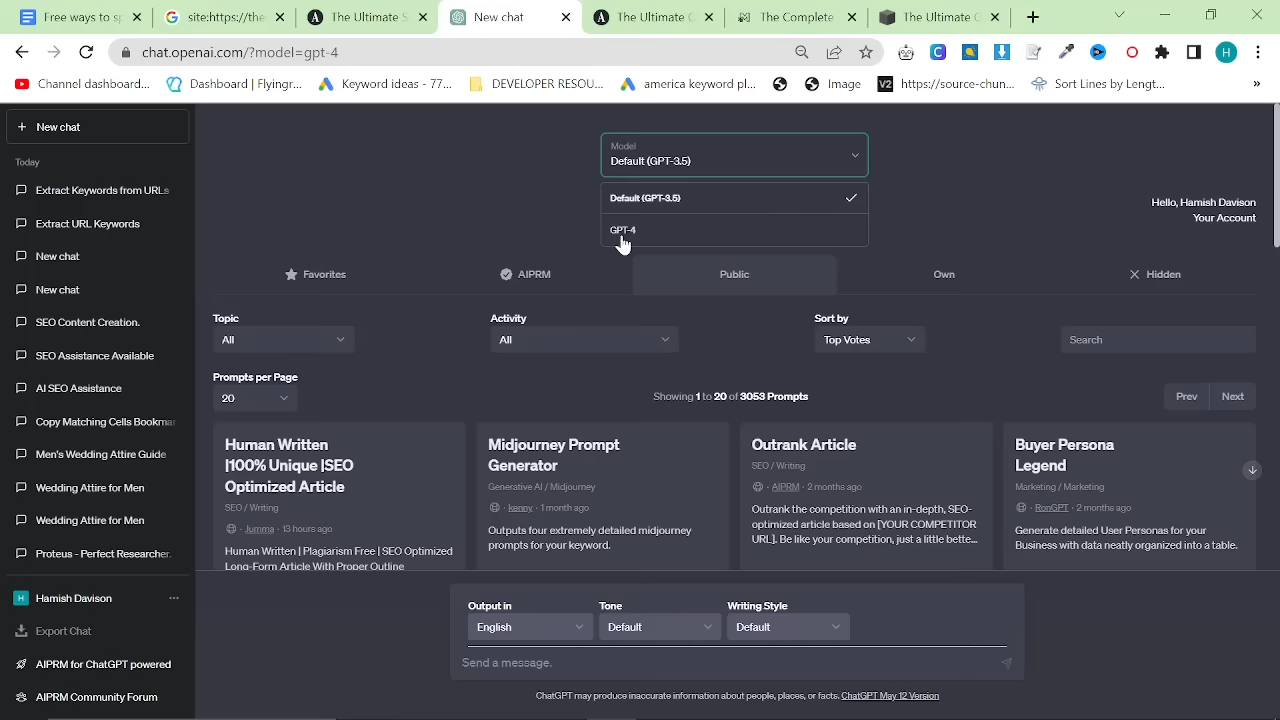 Free ways to s
site:https://the
The Ultimate S
New chat
The Ultimate C
The Complete
The Ultimate C
chat.openai.com/?model=gpt-4
H
Channel dashboard...
Dashboard | Flyingr...
Keyword ideas - 77...
DEVELOPER RESOU...
america keyword pl...
Image
V2
https://source-chun...
Sort Lines by Lengt...
»
+ New chat
Today
Extract Keywords from URLs
Extract URL Keywords
New chat
New chat
SEO Content Creation.
SEO Assistance Available
AI SEO Assistance
Copy Matching Cells Bookmar
Men's Wedding Attire Guide
Wedding Attire for Men
Wedding Attire for Men
Proteus - Perfect Researcher.
H Hamish Davison ...
Export Chat
AIPRM for ChatGPT powered
AIPRM Community Forum
Model
Default (GPT-3.5)
Default (GPT-3.5)
GPT-4
Hello, Hamish Davison
Your Account
Favorites
AIPRM
Public
Own
Hidden
Topic
All
Activity
All
Sort by
Top Votes
Search
Prompts per Page
20
Showing 1 to 20 of 3053 Prompts
Prev
Next
Human Written
|100% Unique |SEO
Optimized Article
SEO / Writing
· Jumma · 13 hours ago
Human Written | Plagiarism Free | SEO Optimized
Long-Form Article With Proper Outline
Midjourney Prompt
Generator
Generative AI / Midjourney
· kenny · 1 month ago
Outputs four extremely detailed midjourney
prompts for your keyword.
Outrank Article
SEO / Writing
· AIPRM · 2 months ago
Outrank the competition with an in-depth, SEO-
optimized article based on [YOUR COMPETITOR
URL]. Be like your competition, just a little bette...
Buyer Persona
Legend
Marketing / Marketing
· RonGPT · 2 months ago
Generate detailed User Personas for your
Business with data neatly organized into a table.
Output in
English
Tone
Default
Writing Style
Default
Send a message.
ChatGPT may produce inaccurate information about people, places, or facts. ChatGPT May 12 Version